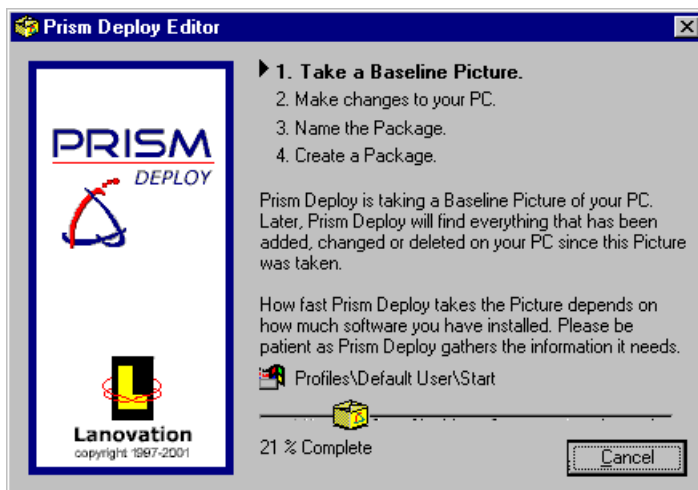 Prism Deploy Editor
PRISM
DEPLOY
Lanovation
copyright 1997-2001
1. Take a Baseline Picture.
2. Make changes to your PC.
3. Name the Package.
4. Create a Package.
Prism Deploy is taking a Baseline Picture of your PC.
Later, Prism Deploy will find everything that has been
added, changed or deleted on your PC since this Picture
was taken.
How fast Prism Deploy takes the Picture depends on
how much software you have installed. Please be
patient as Prism Deploy gathers the information it needs.
Profiles\Default User\Start
21 % Complete
Cancel